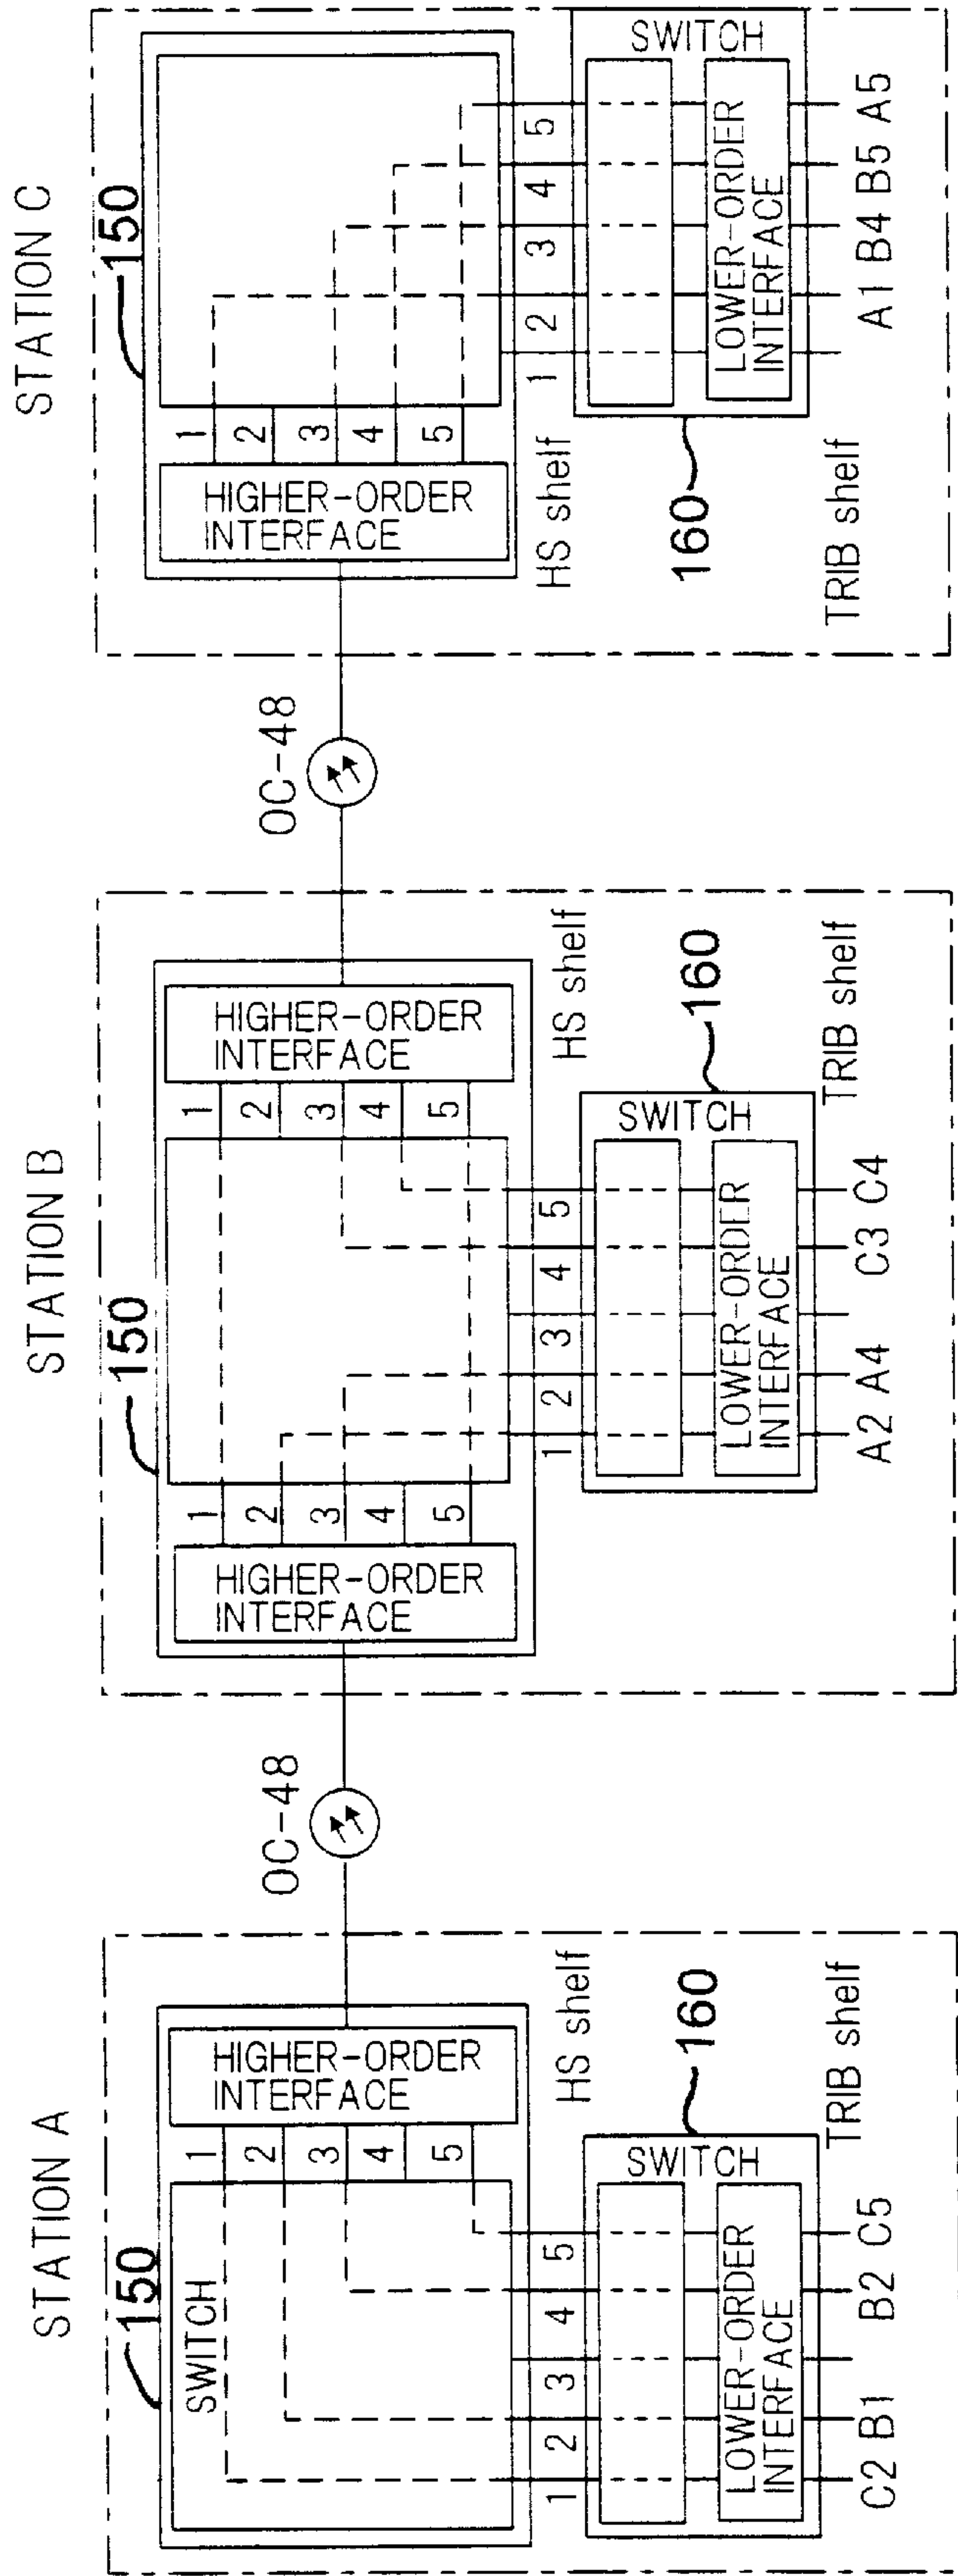 STATION A
150
SWITCH
1
2
3
4
5
HIGHER-ORDER
INTERFACE
HS shelf
1
2
3
4
5
SWITCH
LOWER-ORDER
INTERFACE
160
TRIB shelf
C2 B1 B2 C5
OC-48
STATION B
150
HIGHER-ORDER
INTERFACE
1
2
3
4
5
1
2
3
4
5
HIGHER-ORDER
INTERFACE
HS shelf
1
2
3
4
5
SWITCH
LOWER-ORDER
INTERFACE
160
TRIB shelf
A2 A4 C3 C4
OC-48
STATION C
150
HIGHER-ORDER
INTERFACE
1
2
3
4
5
HS shelf
1
2
3
4
5
SWITCH
LOWER-ORDER
INTERFACE
160
TRIB shelf
A1 B4 B5 A5